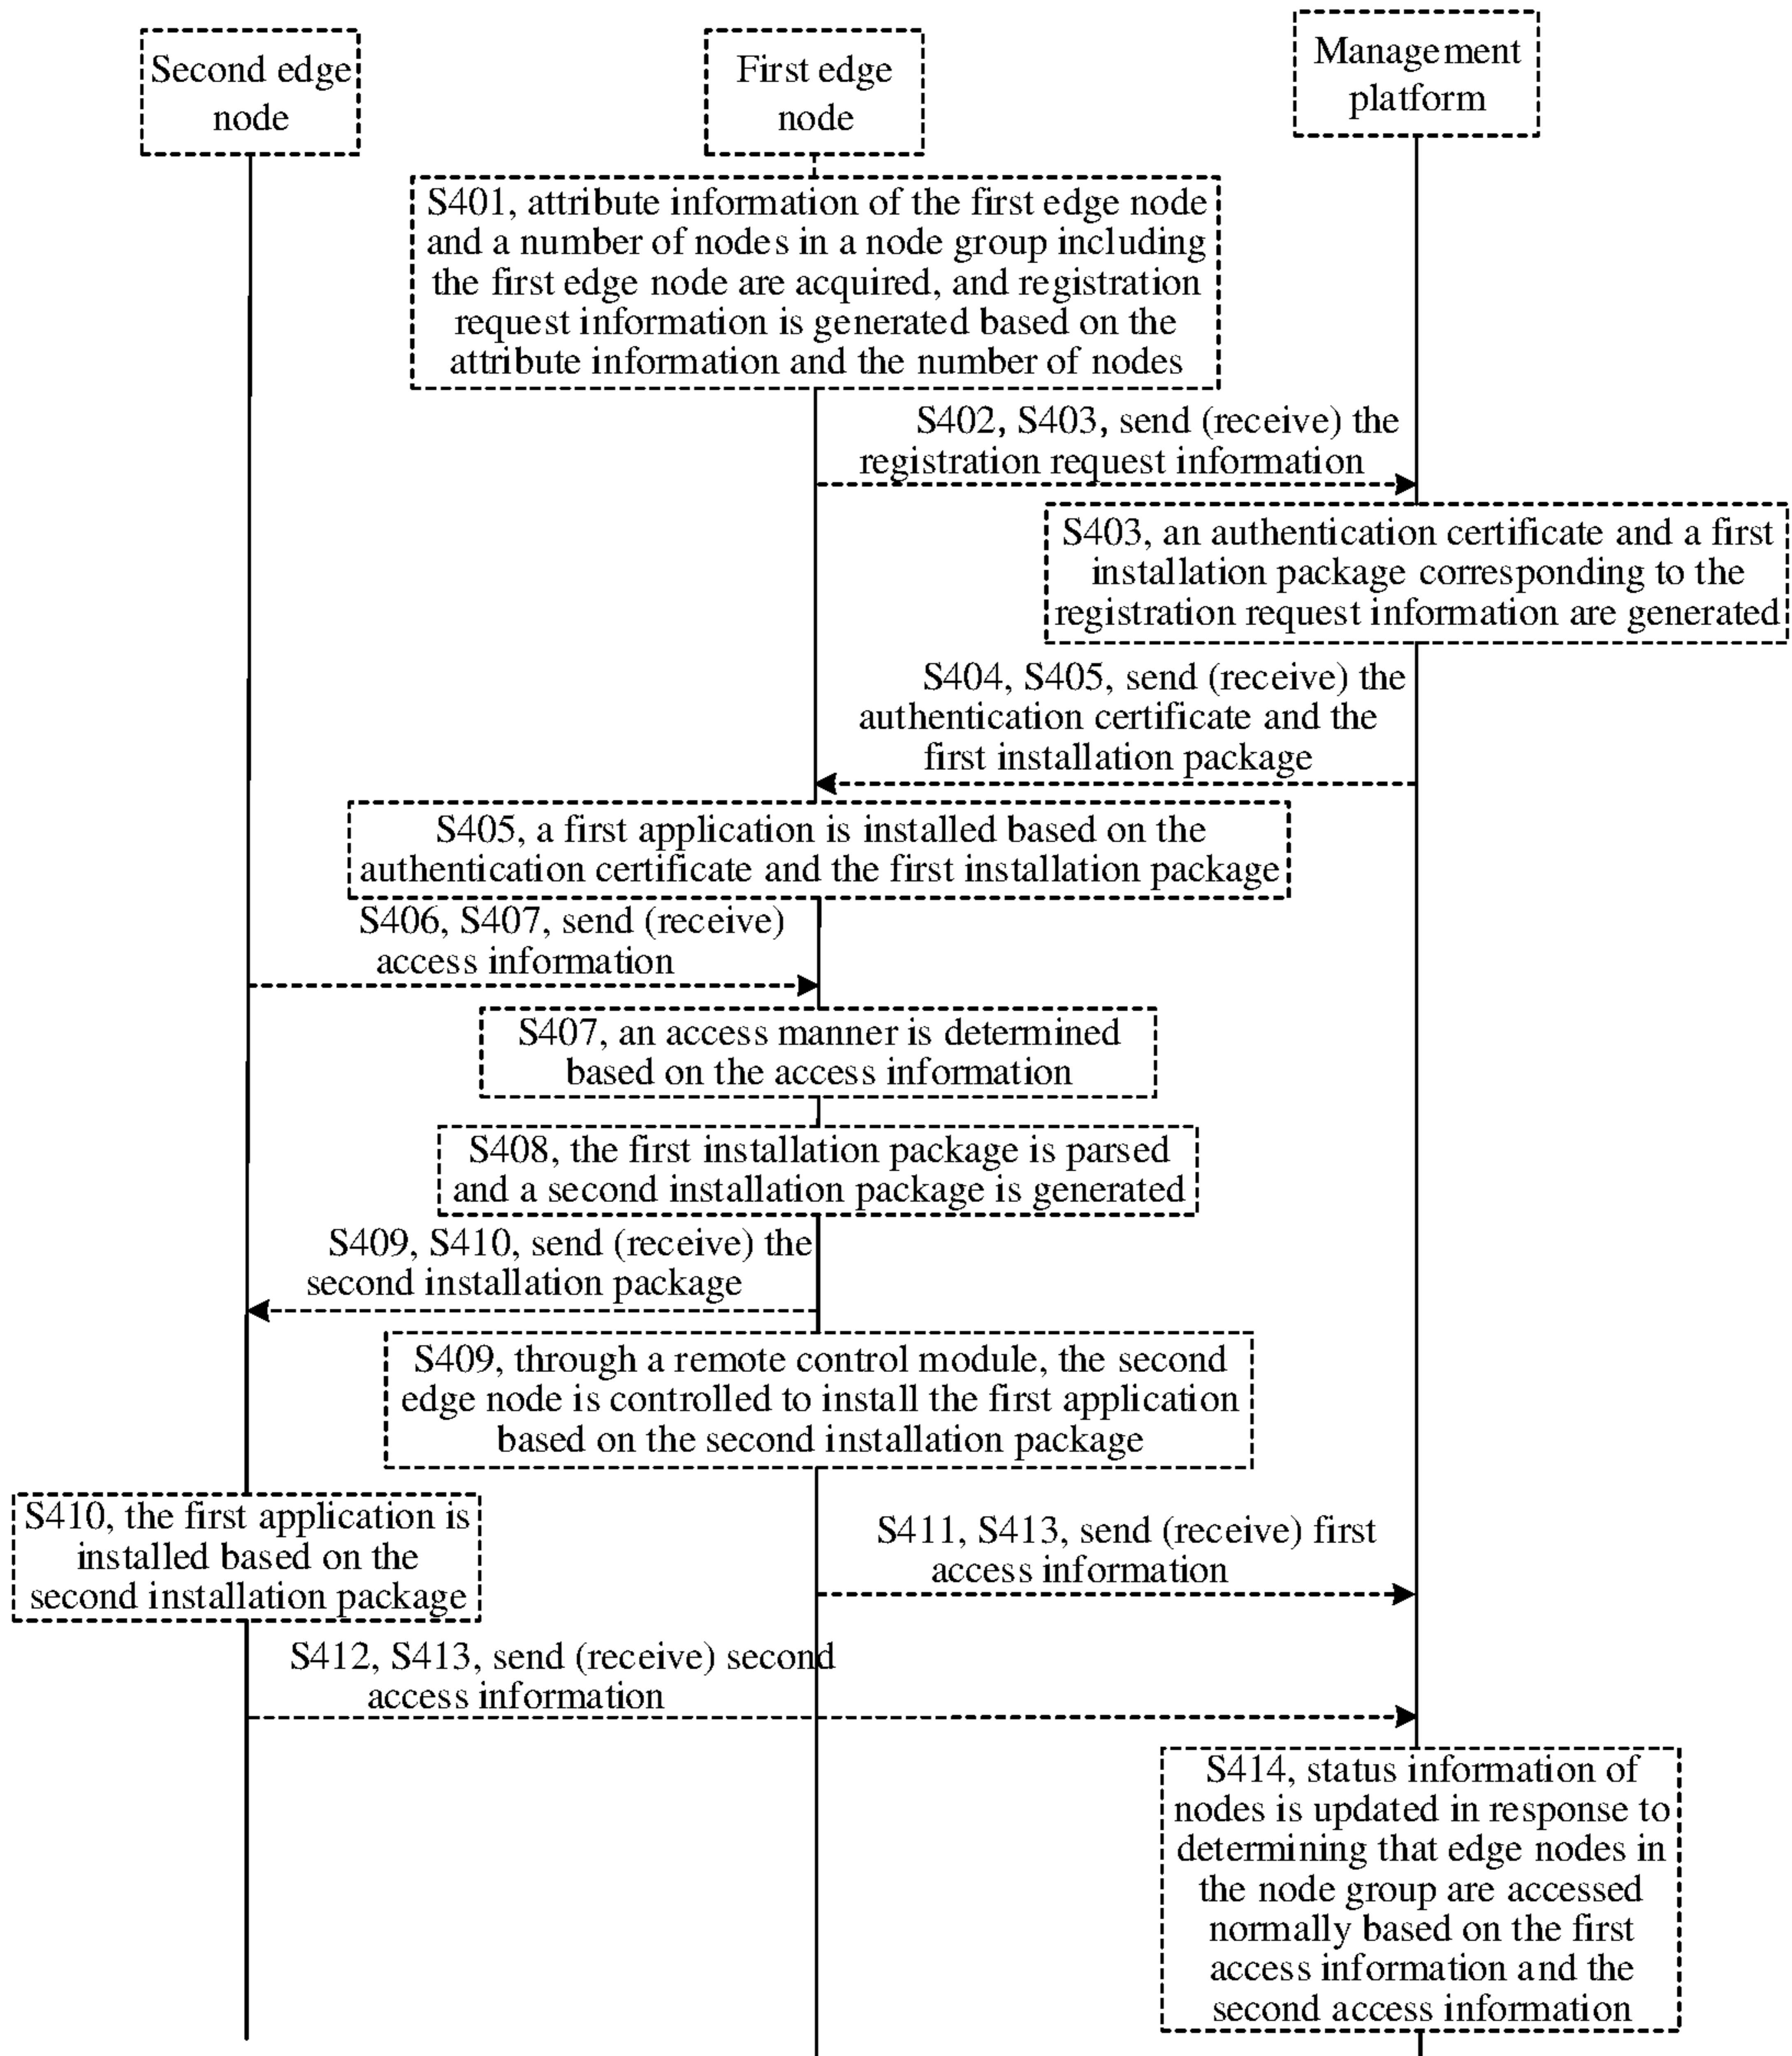 Second edge
node
First edge
node
Management
platform
S401, attribute information of the first edge node
and a number of nodes in a node group including
the first edge node are acquired, and registration
request information is generated based on the
attribute information and the number of nodes
S402, S403, send (receive) the
registration request information
S403, an authentication certificate and a first
installation package corresponding to the
registration request information are generated
S404, S405, send (receive) the
authentication certificate and the
first installation package
S405, a first application is installed based on the
authentication certificate and the first installation package
S406, S407, send (receive)
access information
S407, an access manner is determined
based on the access information
S408, the first installation package is parsed
and a second installation package is generated
S409, S410, send (receive) the
second installation package
S409, through a remote control module, the second
edge node is controlled to install the first application
based on the second installation package
S410, the first application is
installed based on the
second installation package
S411, S413, send (receive) first
access information
S412, S413, send (receive) second
access information
S414, status information of
nodes is updated in response to
determining that edge nodes in
the node group are accessed
normally based on the first
access information and the
second access information